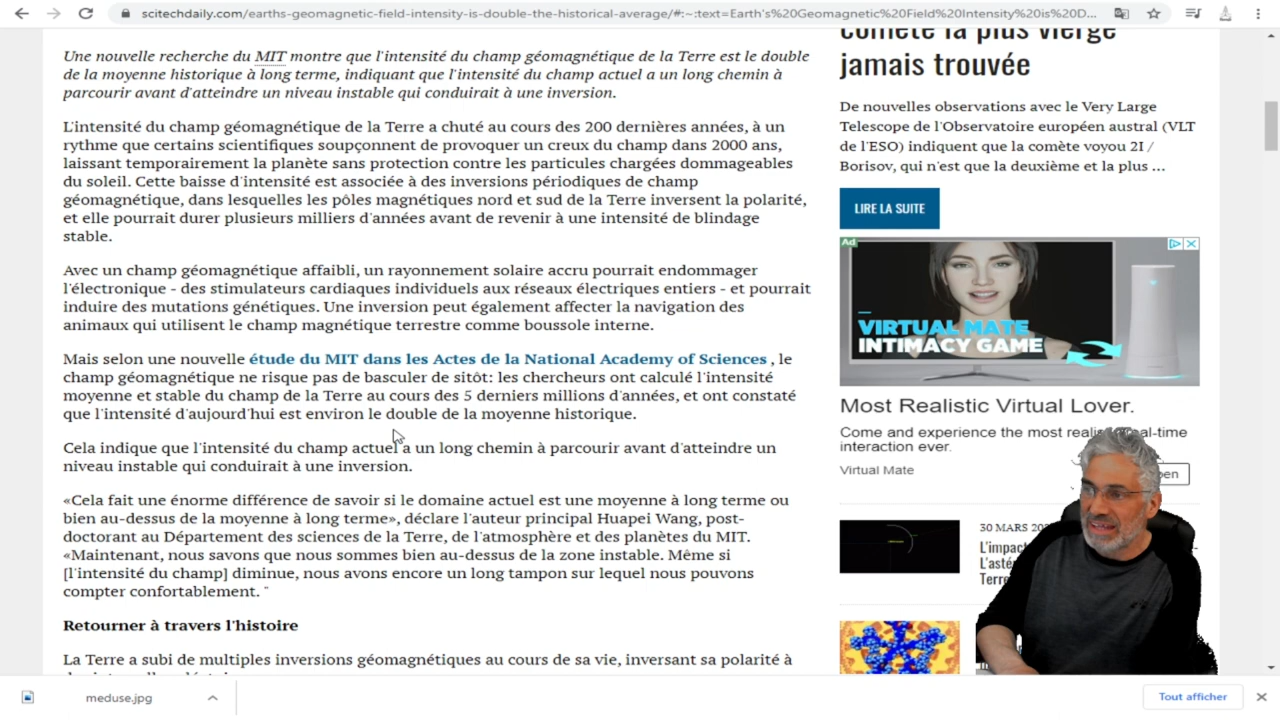 scitechdaily.com/earths-geomagnetic-field-intensity-is-double-the-historical-average/#:~:text=Earth's%20Geomagnetic%20Field%20Intensity%20is%20D...
Une nouvelle recherche du MIT montre que l'intensité du champ géomagnétique de la Terre est le double
de la moyenne historique à long terme, indiquant que l'intensité du champ actuel a un long chemin à
parcourir avant d'atteindre un niveau instable qui conduirait à une inversion.
L'intensité du champ géomagnétique de la Terre a chuté au cours des 200 dernières années, à un
rythme que certains scientifiques soupçonnent de provoquer un creux du champ dans 2000 ans,
laissant temporairement la planète sans protection contre les particules chargées dommageables
du soleil. Cette baisse d'intensité est associée à des inversions périodiques de champ
géomagnétique, dans lesquelles les pôles magnétiques nord et sud de la Terre inversent la polarité,
et elle pourrait durer plusieurs milliers d'années avant de revenir à une intensité de blindage
stable.
Avec un champ géomagnétique affaibli, un rayonnement solaire accru pourrait endommager
l'électronique - des stimulateurs cardiaques individuels aux réseaux électriques entiers - et pourrait
induire des mutations génétiques. Une inversion peut également affecter la navigation des
animaux qui utilisent le champ magnétique terrestre comme boussole interne.
Mais selon une nouvelle étude du MIT dans les Actes de la National Academy of Sciences , le
champ géomagnétique ne risque pas de basculer de sitôt: les chercheurs ont calculé l'intensité
moyenne et stable du champ de la Terre au cours des 5 derniers millions d'années, et ont constaté
que l'intensité d'aujourd'hui est environ le double de la moyenne historique.
Cela indique que l'intensité du champ actuel a un long chemin à parcourir avant d'atteindre un
niveau instable qui conduirait à une inversion.
«Cela fait une énorme différence de savoir si le domaine actuel est une moyenne à long terme ou
bien au-dessus de la moyenne à long terme», déclare l'auteur principal Huapei Wang, post-
doctorant au Département des sciences de la Terre, de l'atmosphère et des planètes du MIT.
«Maintenant, nous savons que nous sommes bien au-dessus de la zone instable. Même si
[l'intensité du champ] diminue, nous avons encore un long tampon sur lequel nous pouvons
compter confortablement. "
Retourner à travers l'histoire
La Terre a subi de multiples inversions géomagnétiques au cours de sa vie, inversant sa polarité à
comète la plus vierge
jamais trouvée
De nouvelles observations avec le Very Large
Telescope de l'Observatoire européen austral (VLT
de l'ESO) indiquent que la comète voyou 2I /
Borisov, qui n'est que la deuxième et la plus ...
LIRE LA SUITE
Ad
VIRTUAL MATE
INTIMACY GAME
Most Realistic Virtual Lover.
Come and experience the most real-time
interaction ever.
Virtual Mate
30 MARS
L'impact
Terre
meduse.jpg
Tout afficher